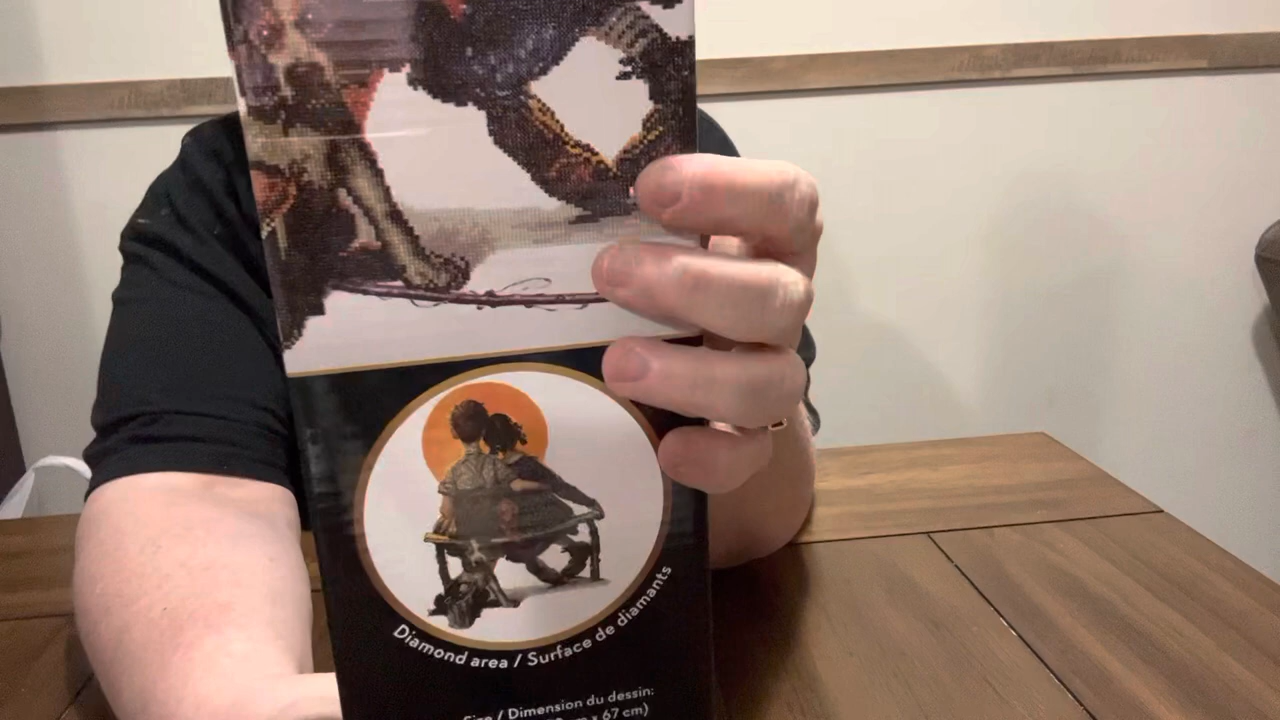 Diamond area / Surface de diamants
Size / Dimension du dessin:
x 67 cm)